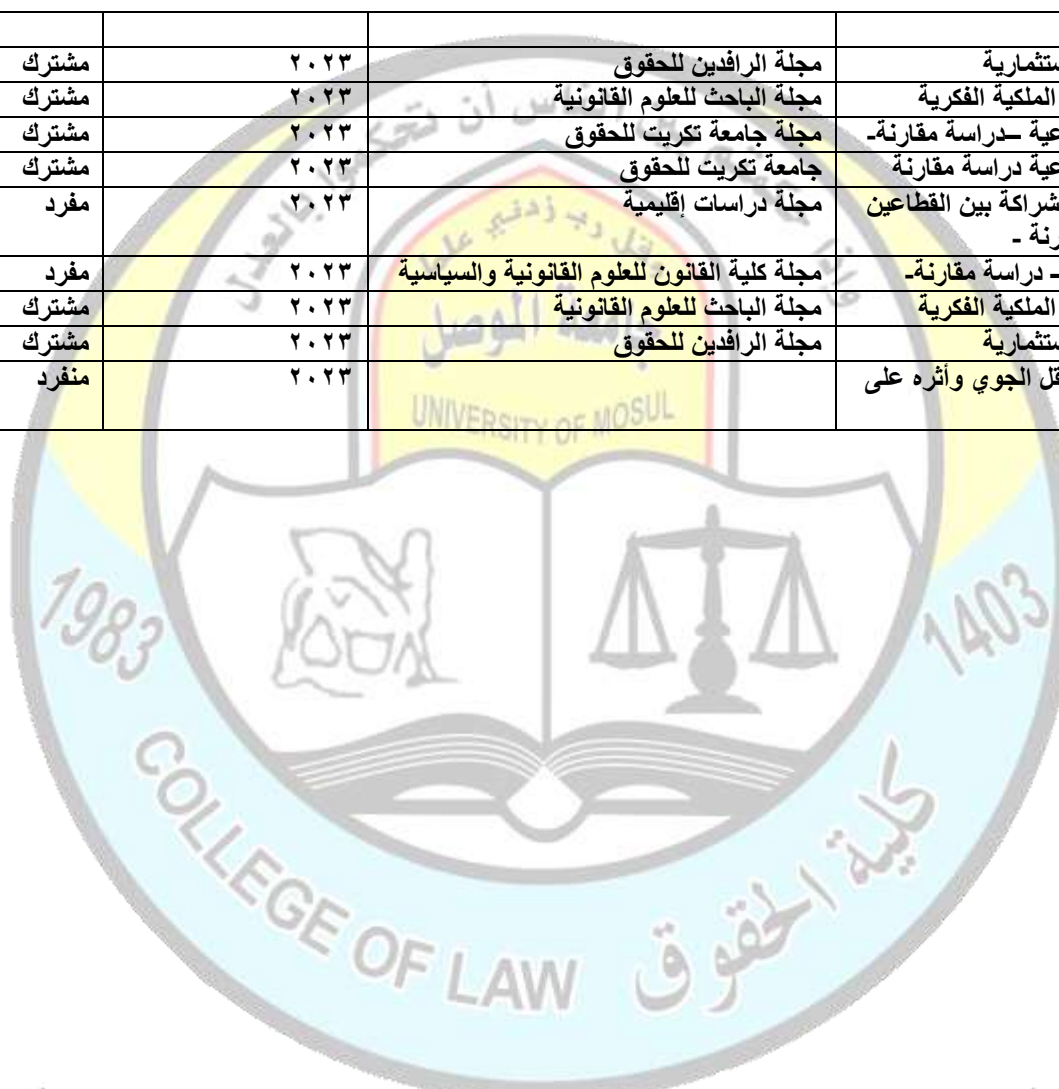 ستثمارية مجلة الرافدين للحقوق ٢٠٢٣ مشترك
الملكية الفكرية مجلة الباحث للعلوم القانونية ٢٠٢٣ مشترك
عية –دراسة مقارنة- مجلة جامعة تكريت للحقوق ٢٠٢٣ مشترك
عية دراسة مقارنة جامعة تكريت للحقوق ٢٠٢٣ مشترك
شراكة بين القطاعين مجلة دراسات إقليمية ٢٠٢٣ مفرد
رنة -
- دراسة مقارنة- مجلة كلية القانون للعلوم القانونية والسياسية ٢٠٢٣ مفرد
الملكية الفكرية مجلة الباحث للعلوم القانونية ٢٠٢٣ مشترك
ستثمارية مجلة الرافدين للحقوق ٢٠٢٣ مشترك
قل الجوي وأثره على ٢٠٢٣ منفرد
وقل رب زدني علما
جامعة الموصل
UNIVERSITY OF MOSUL
1983
1403
COLLEGE OF LAW
كلية الحقوق